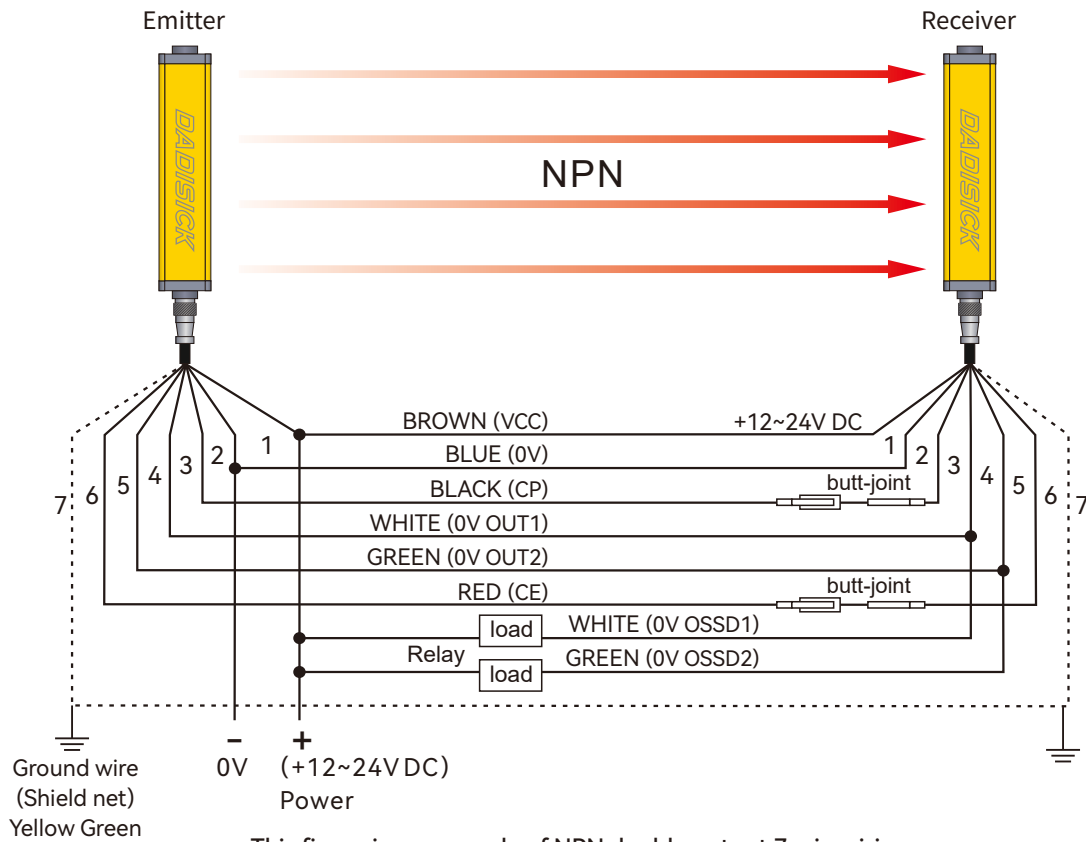 Emitter
Receiver
DADISICK
DADISICK
NPN
BROWN (VCC)
+12~24V DC
BLUE (0V)
BLACK (CP)
butt-joint
WHITE (0V OUT1)
GREEN (0V OUT2)
RED (CE)
butt-joint
load
WHITE (0V OSSD1)
Relay
load
GREEN (0V OSSD2)
7
6
5
4
3
2
1
1
2
3
4
5
6
7
-
+
Ground wire
(Shield net)
Yellow Green
0V
(+12~24V DC)
Power